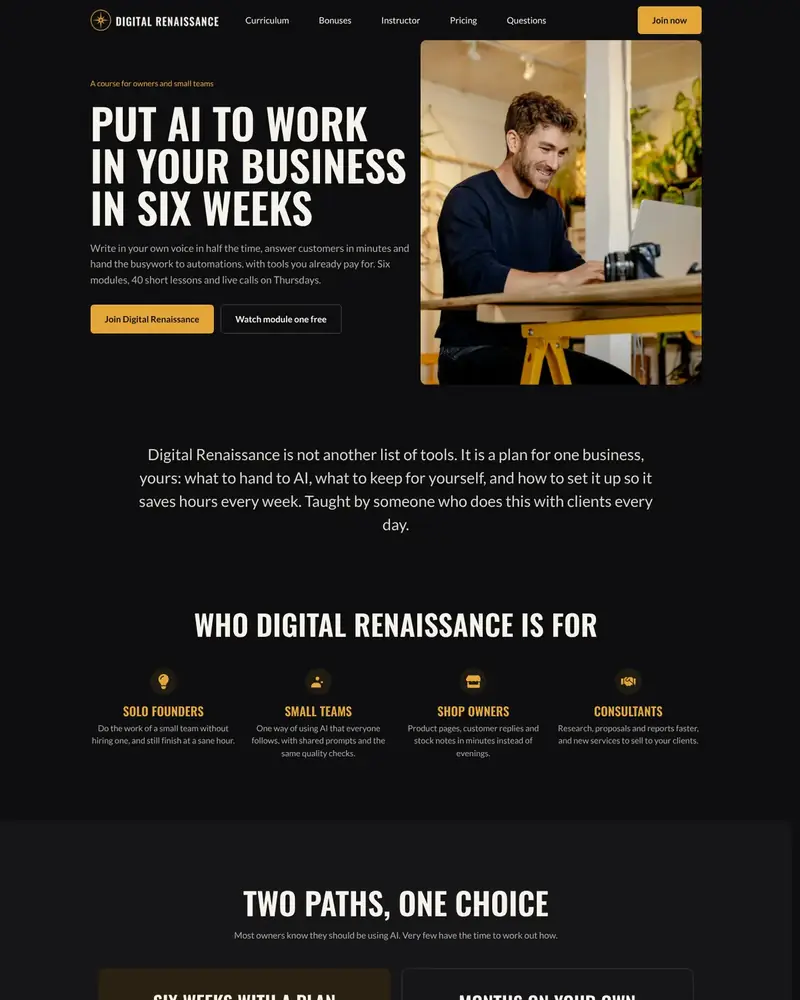 DIGITAL RENAISSANCE
Curriculum
Bonuses
Instructor
Pricing
Questions
Join now
A course for owners and small teams
PUT AI TO WORK
IN YOUR BUSINESS
IN SIX WEEKS
Write in your own voice in half the time, answer customers in minutes and
hand the busywork to automations, with tools you already pay for. Six
modules, 40 short lessons and live calls on Thursdays.
Join Digital Renaissance
Watch module one free
Digital Renaissance is not another list of tools. It is a plan for one business,
yours: what to hand to AI, what to keep for yourself, and how to set it up so it
saves hours every week. Taught by someone who does this with clients every
day.
WHO DIGITAL RENAISSANCE IS FOR
SOLO FOUNDERS
Do the work of a small team without
hiring one, and still finish at a sane hour.
SMALL TEAMS
One way of using AI that everyone
follows, with shared prompts and the
same quality checks.
SHOP OWNERS
Product pages, customer replies and
stock notes in minutes instead of
evenings.
CONSULTANTS
Research, proposals and reports faster,
and new services to sell to your clients.
TWO PATHS, ONE CHOICE
Most owners know they should be using AI. Very few have the time to work out how.
SIX WEEKS WITH A PLAN
MONTHS ON YOUR OWN